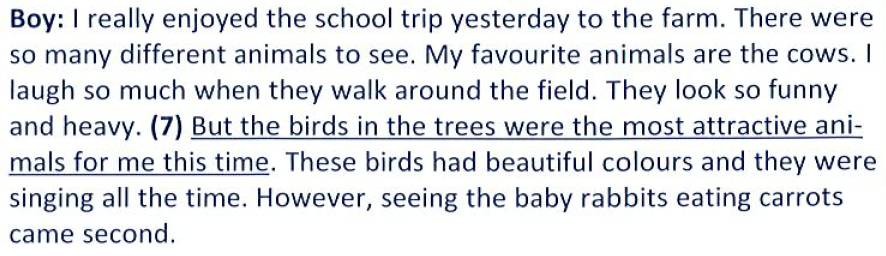 Boy: I really enjoyed the school trip yesterday to the farm. There were
so many different animals to see. My favourite animals are the cows. I
laugh so much when they walk around the field. They look so funny
and heavy. (7) But the birds in the trees were the most attractive ani-
mals for me this time. These birds had beautiful colours and they were
singing all the time. However, seeing the baby rabbits eating carrots
came second.